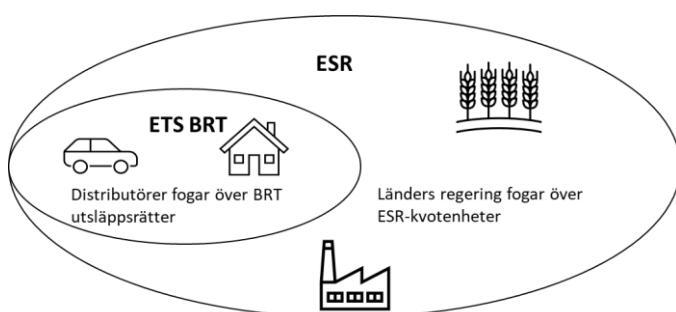 ESR
ETS BRT
Distributörer fogar över BRT
utsläppsrätter
Länders regering fogar över
ESR-kvotenheter